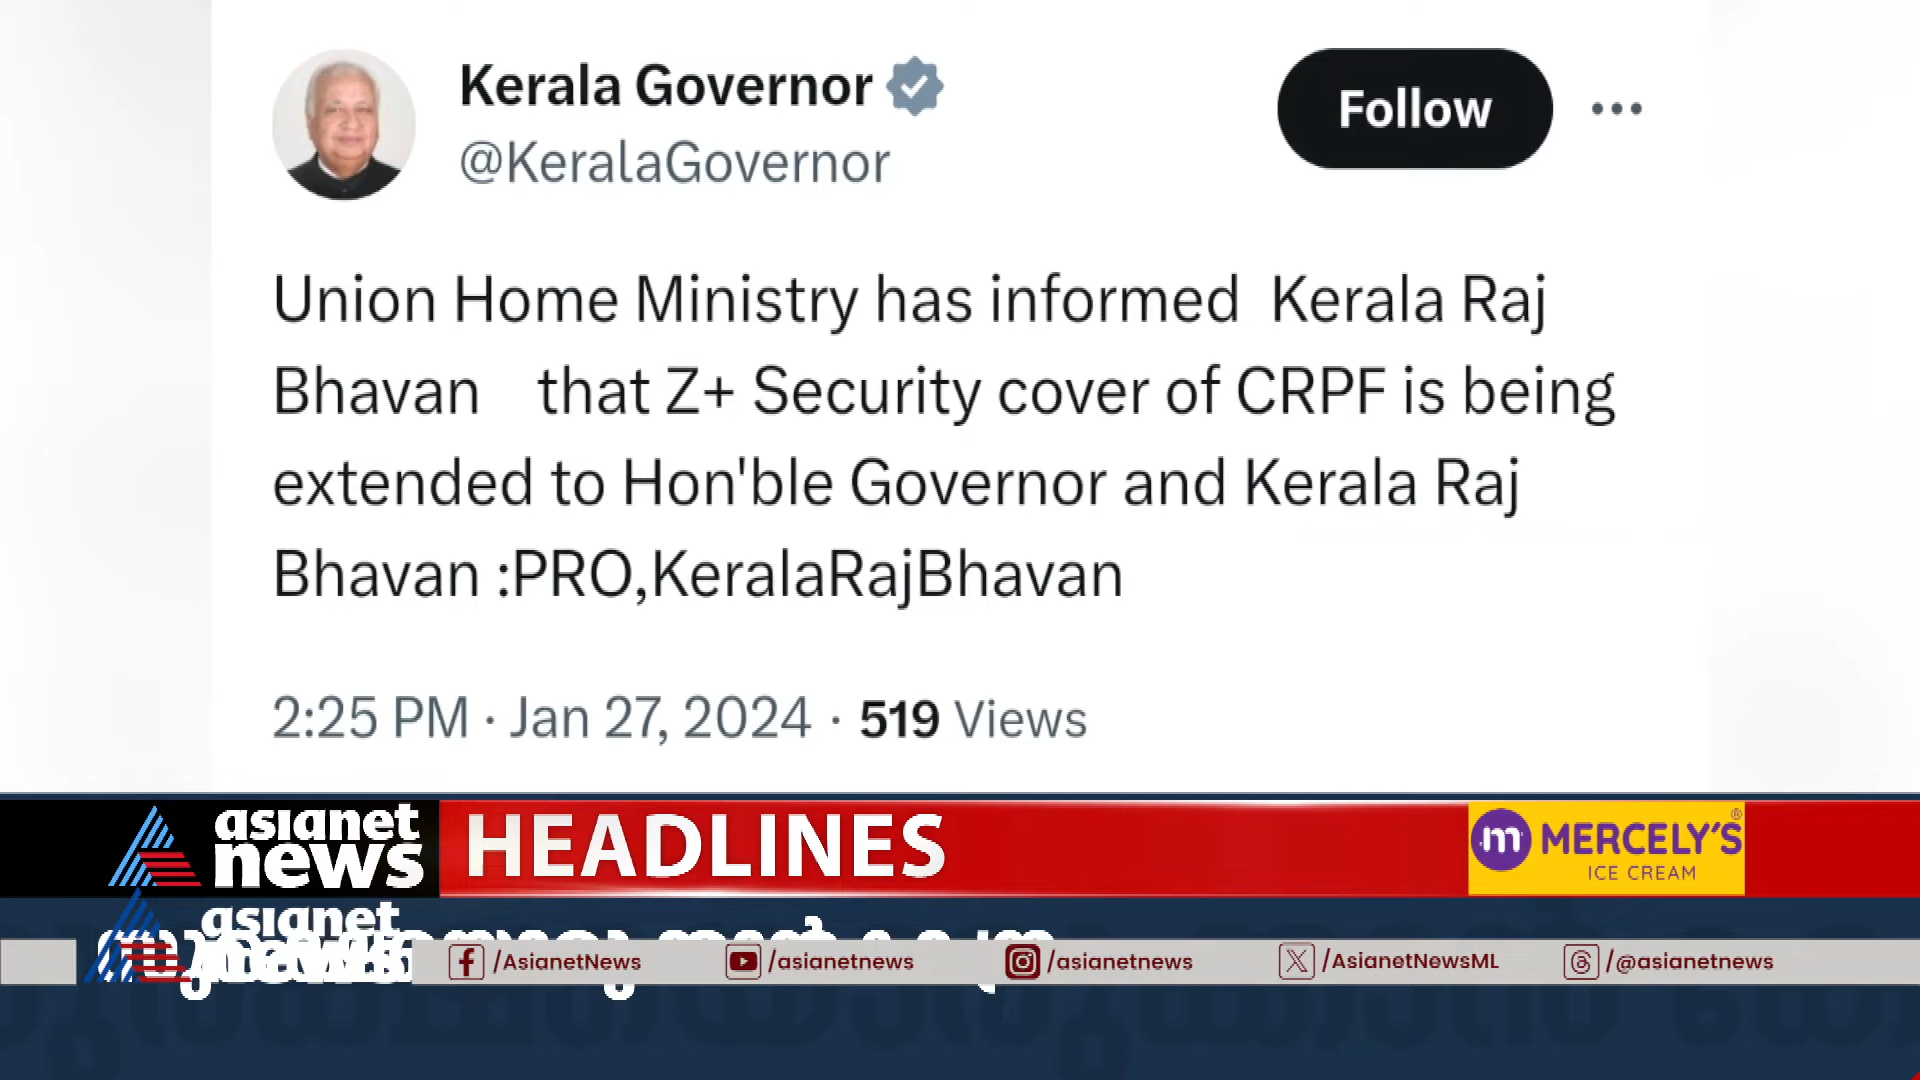 Kerala Governor
@KeralaGovernor
Follow
Union Home Ministry has informed  Kerala Raj
Bhavan    that Z+ Security cover of CRPF is being
extended to Hon'ble Governor and Kerala Raj
Bhavan :PRO,KeralaRajBhavan
2:25 PM · Jan 27, 2024 · 519 Views
asianet
news
HEADLINES
m MERCELY'S®
ICE CREAM
asianet
news
/AsianetNews
/asianetnews
/asianetnews
/AsianetNewsML
/@asianetnews